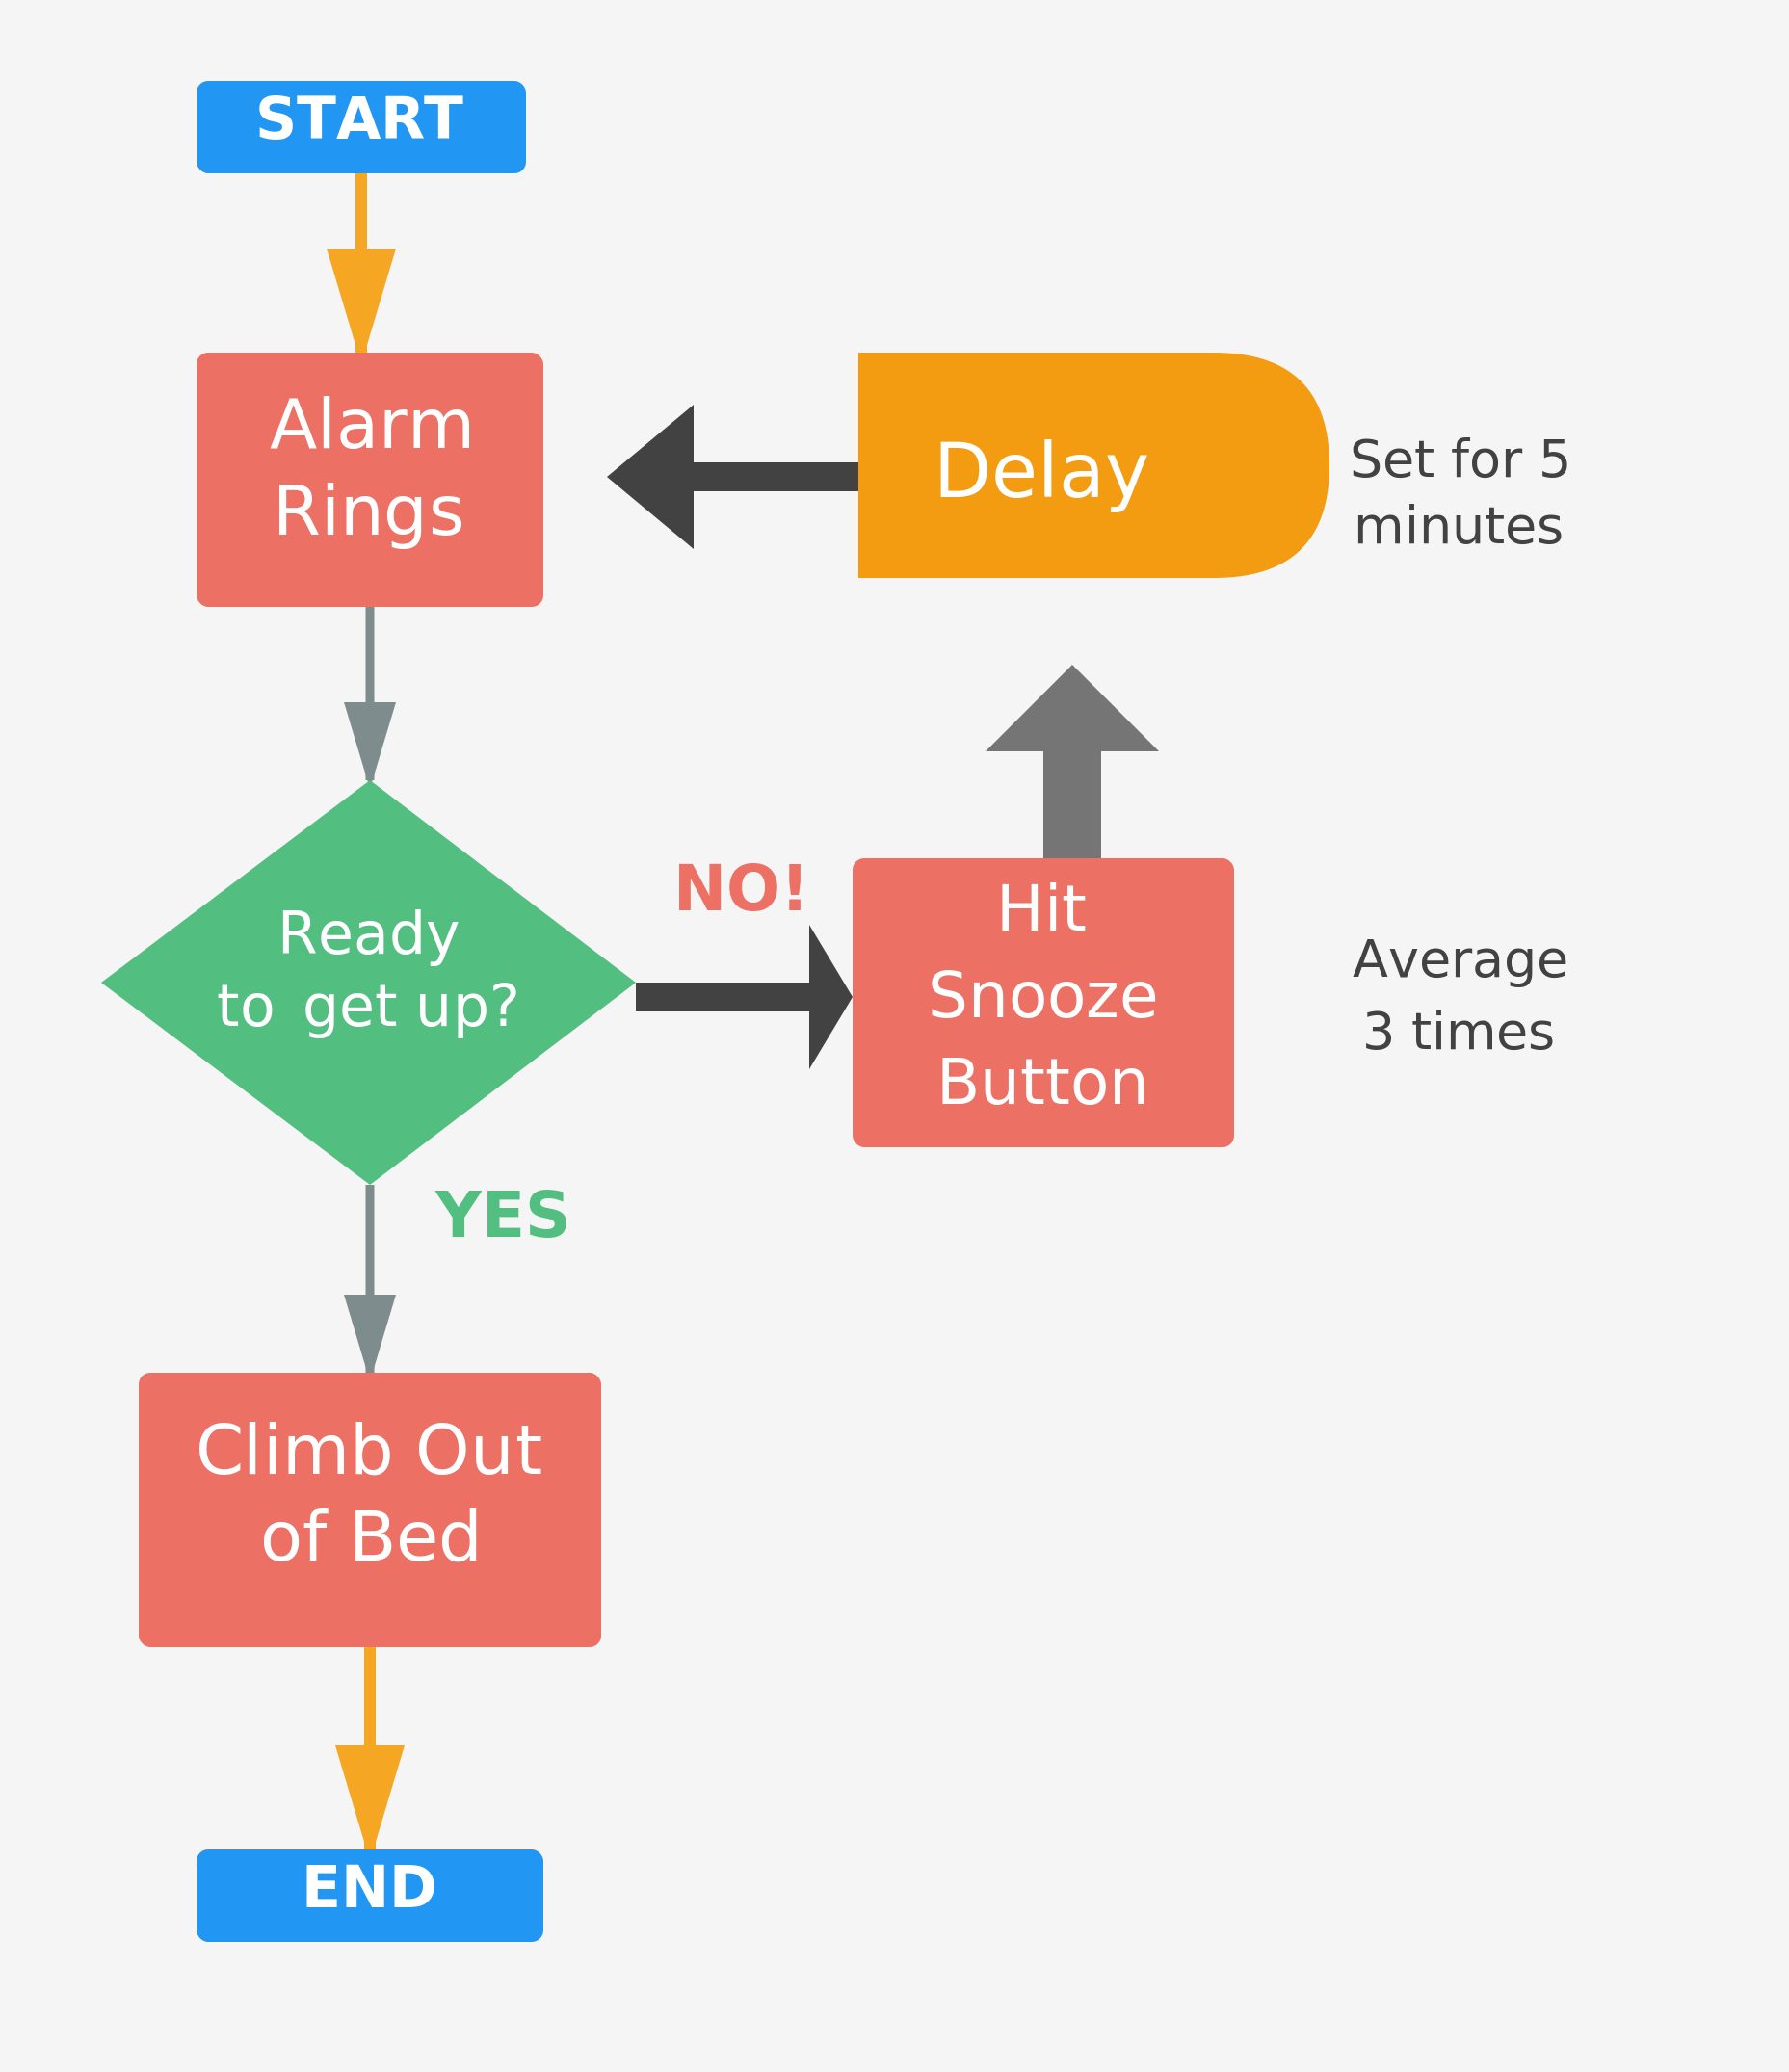 START
Alarm
Rings
Delay
Set for 5
minutes
Ready
to get up?
NO!
Hit
Snooze
Button
Average
3 times
YES
Climb Out
of Bed
END